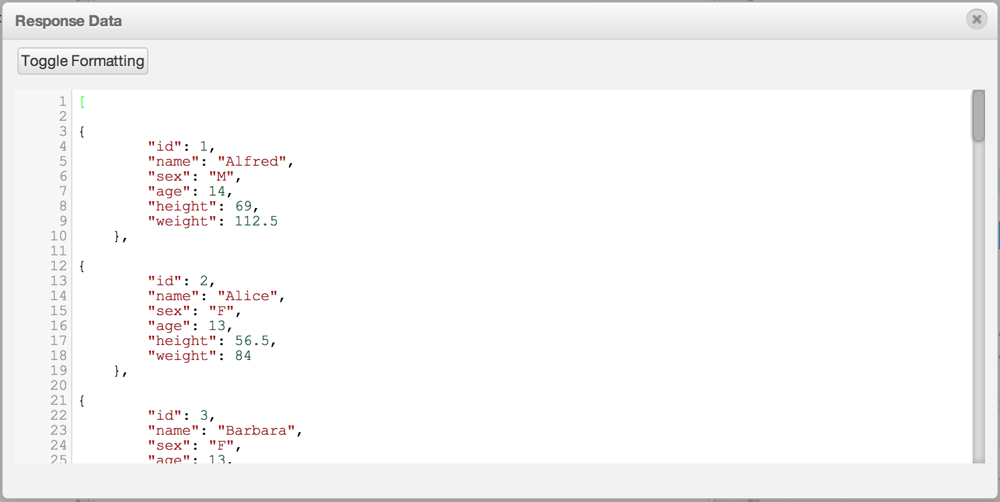 Response Data
Toggle Formatting
1 [
2
3 {
4 "id": 1,
5 "name": "Alfred",
6 "sex": "M",
7 "age": 14,
8 "height": 69,
9 "weight": 112.5
10 },
11
12 {
13 "id": 2,
14 "name": "Alice",
15 "sex": "F",
16 "age": 13,
17 "height": 56.5,
18 "weight": 84
19 },
20
21 {
22 "id": 3,
23 "name": "Barbara",
24 "sex": "F",
25 "age": 13,